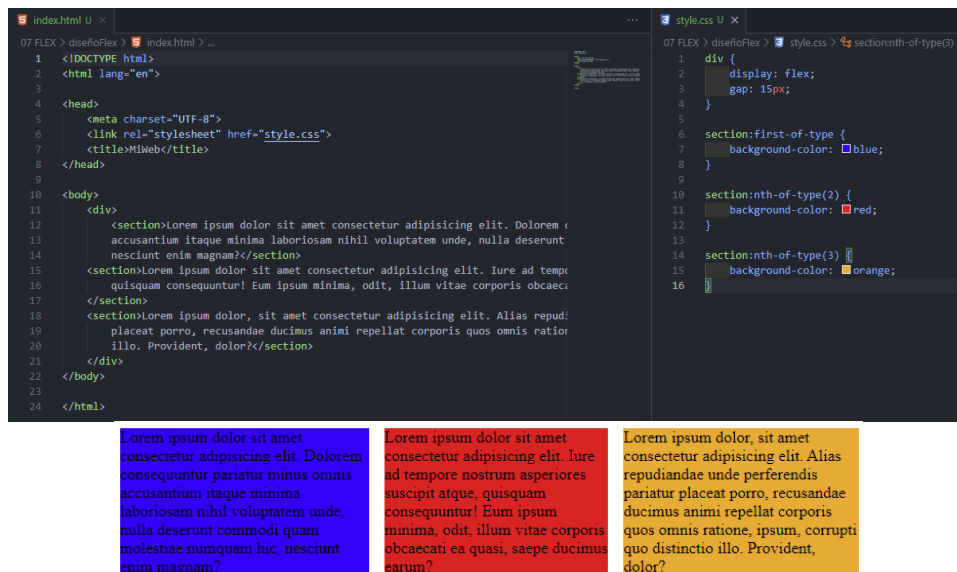 index.html U ×
07 FLEX > diseñoFlex > index.html > ...
1 <!DOCTYPE html>
2 <html lang="en">
3
4 <head>
5 <meta charset="UTF-8">
6 <link rel="stylesheet" href="style.css">
7 <title>MiWeb</title>
8 </head>
9
10 <body>
11 <div>
12 <section>Lorem ipsum dolor sit amet consectetur adipisicing elit. Dolorem c
13 accusantium itaque minima laboriosam nihil voluptatem unde, nulla deserunt
14 nesciunt enim magnam?</section>
15 <section>Lorem ipsum dolor sit amet consectetur adipisicing elit. Iure ad tempo
16 quisquam consequuntur! Eum ipsum minima, odit, illum vitae corporis obcaeca
17 </section>
18 <section>Lorem ipsum dolor, sit amet consectetur adipisicing elit. Alias repudi
19 placeat porro, recusandae ducimus animi repellat corporis quos omnis ration
20 illo. Provident, dolor?</section>
21 </div>
22 </body>
23
24 </html>
style.css U ×
07 FLEX > diseñoFlex > style.css > section:nth-of-type(3)
1 div {
2 display: flex;
3 gap: 15px;
4 }
5
6 section:first-of-type {
7 background-color: blue;
8 }
9
10 section:nth-of-type(2) {
11 background-color: red;
12 }
13
14 section:nth-of-type(3) {
15 background-color: orange;
16 }
Lorem ipsum dolor sit amet
consectetur adipisicing elit. Dolorem
consequuntur pariatur minus omnis
accusantium itaque minima
laboriosam nihil voluptatem unde,
nulla deserunt commodi quam
molestiae numquam hic, nesciunt
enim magnam?
Lorem ipsum dolor sit amet
consectetur adipisicing elit. Iure
ad tempore nostrum asperiores
suscipit atque, quisquam
consequuntur! Eum ipsum
minima, odit, illum vitae corporis
obcaecati ea quasi, saepe ducimus
earum?
Lorem ipsum dolor, sit amet
consectetur adipisicing elit. Alias
repudiandae unde perferendis
pariatur placeat porro, recusandae
ducimus animi repellat corporis
quos omnis ratione, ipsum, corrupti
quo distinctio illo. Provident,
dolor?